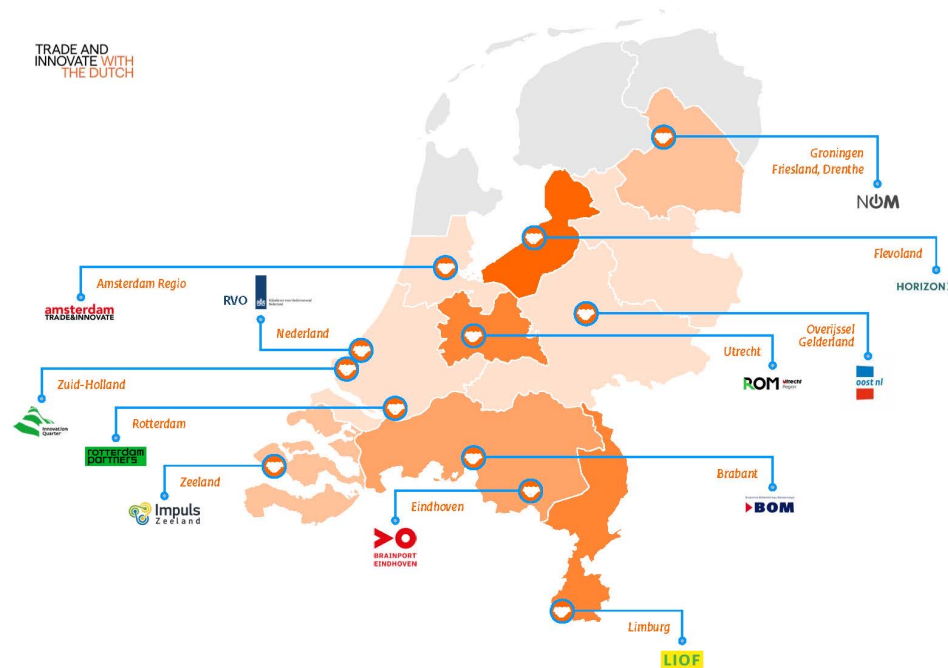 TRADE AND
INNOVATE WITH
THE DUTCH
Groningen
Friesland, Drenthe
NOM
Flevoland
HORIZON
Amsterdam Regio
amsterdam
TRADE&INNOVATE
RVO
Nederland
Overijssel
Gelderland
oost nl
Utrecht
ROM utrecht
Region
Zuid-Holland
Innovation
Quarter
Rotterdam
rotterdam
partners
Zeeland
Impuls
Zeeland
Eindhoven
BRAINPORT
EINDHOVEN
Brabant
BOM
Limburg
LIOF